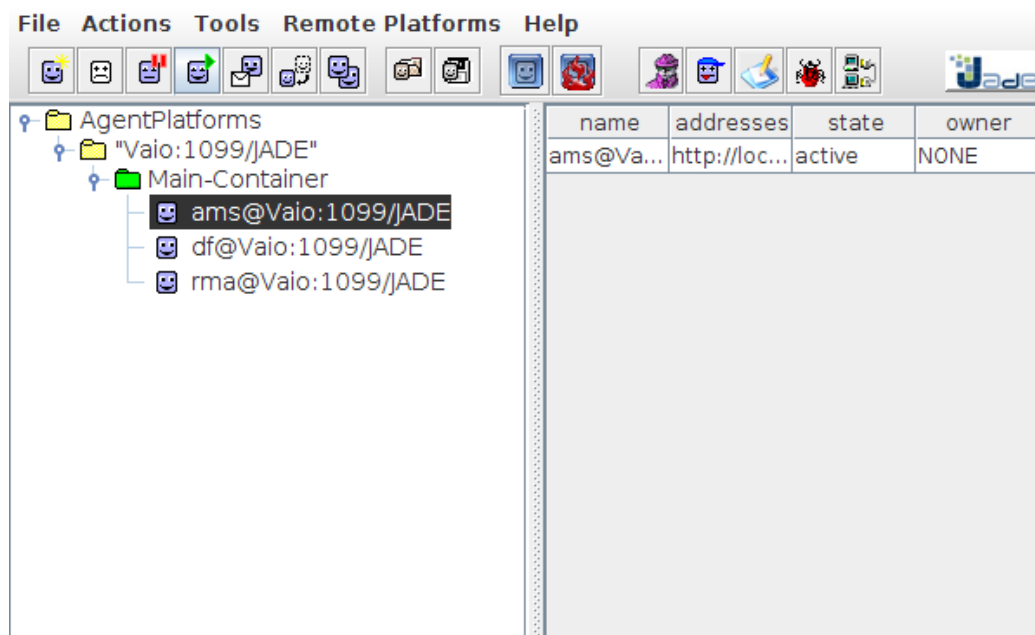 File Actions Tools Remote Platforms Help
Jade
AgentPlatforms
"Vaio:1099/JADE"
Main-Container
ams@Vaio:1099/JADE
df@Vaio:1099/JADE
rma@Vaio:1099/JADE
name addresses state owner
ams@Va... http://loc... active NONE